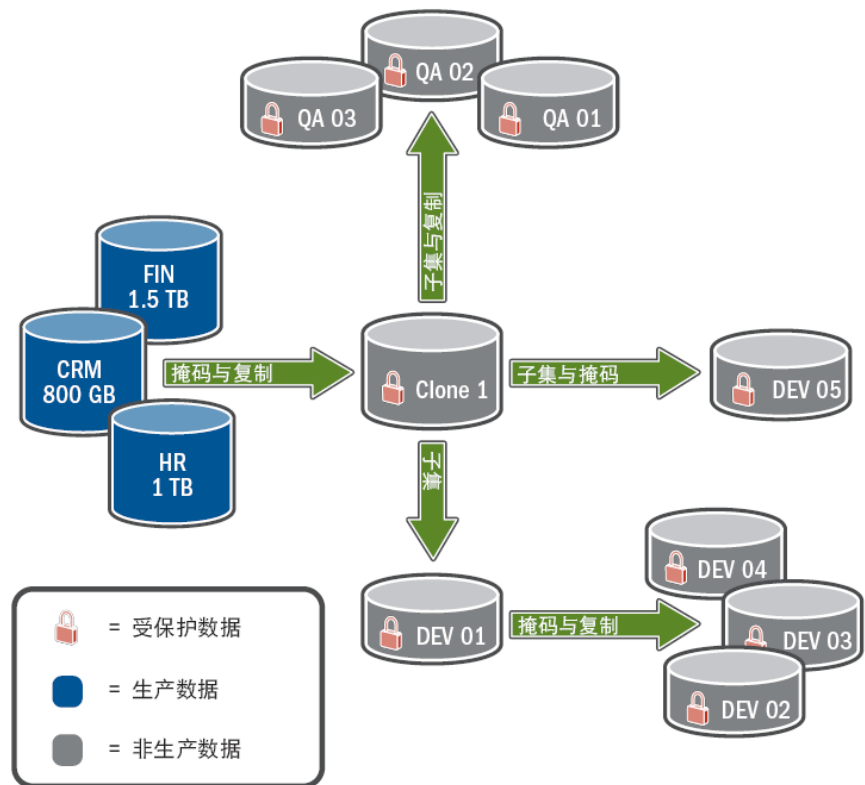 QA 02
QA 03
QA 01
子集与复制
FIN
1.5 TB
CRM
800 GB
HR
1 TB
掩码与复制
Clone 1
子集与掩码
DEV 05
子集
DEV 01
掩码与复制
DEV 04
DEV 03
DEV 02
= 受保护数据
= 生产数据
= 非生产数据